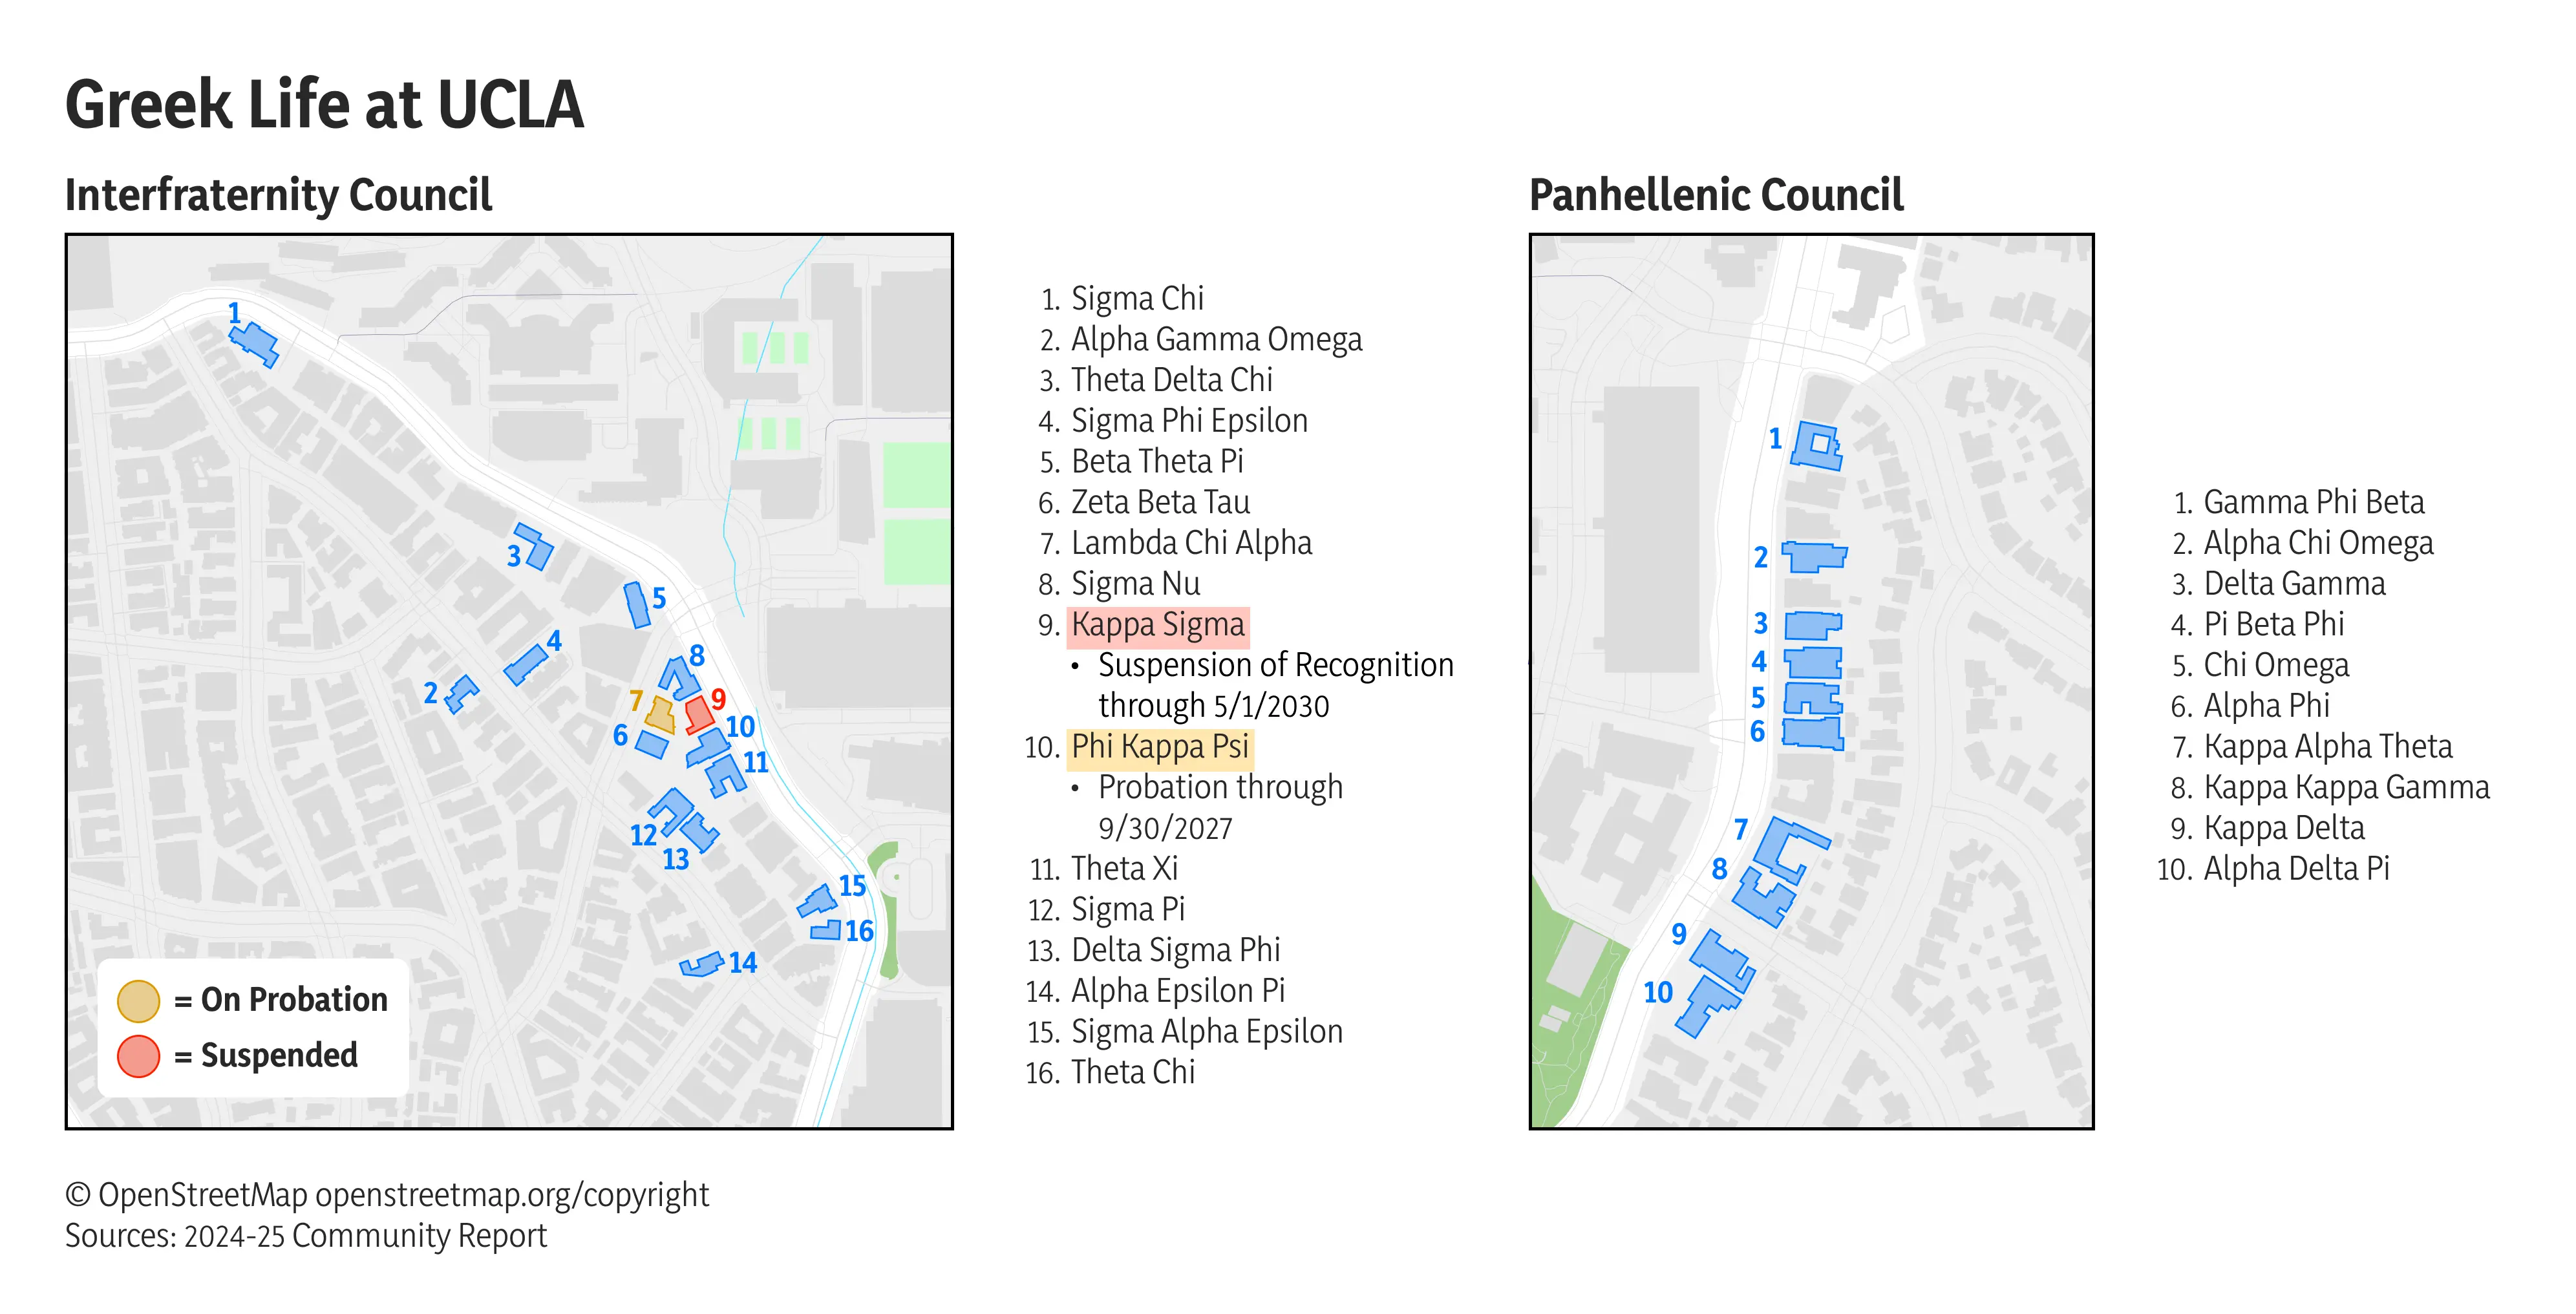 Greek Life at UCLA
Interfraternity Council
1
2
3
4
5
6
7
8
9
10
11
12
13
14
15
16
= On Probation
= Suspended
1. Sigma Chi
2. Alpha Gamma Omega
3. Theta Delta Chi
4. Sigma Phi Epsilon
5. Beta Theta Pi
6. Zeta Beta Tau
7. Lambda Chi Alpha
8. Sigma Nu
9. Kappa Sigma
• Suspension of Recognition
through 5/1/2030
10. Phi Kappa Psi
• Probation through
9/30/2027
11. Theta Xi
12. Sigma Pi
13. Delta Sigma Phi
14. Alpha Epsilon Pi
15. Sigma Alpha Epsilon
16. Theta Chi
Panhellenic Council
1
2
3
4
5
6
7
8
9
10
1. Gamma Phi Beta
2. Alpha Chi Omega
3. Delta Gamma
4. Pi Beta Phi
5. Chi Omega
6. Alpha Phi
7. Kappa Alpha Theta
8. Kappa Kappa Gamma
9. Kappa Delta
10. Alpha Delta Pi
© OpenStreetMap openstreetmap.org/copyright
Sources: 2024-25 Community Report